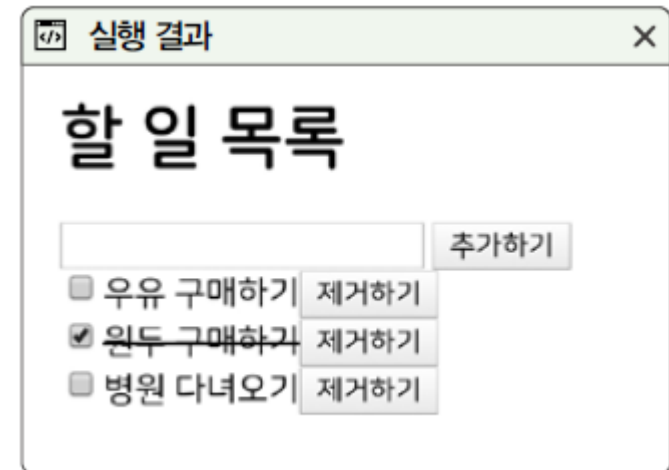 실행 결과
할 일 목록
추가하기
우유 구매하기 제거하기
원두 구매하기 제거하기
병원 다녀오기 제거하기